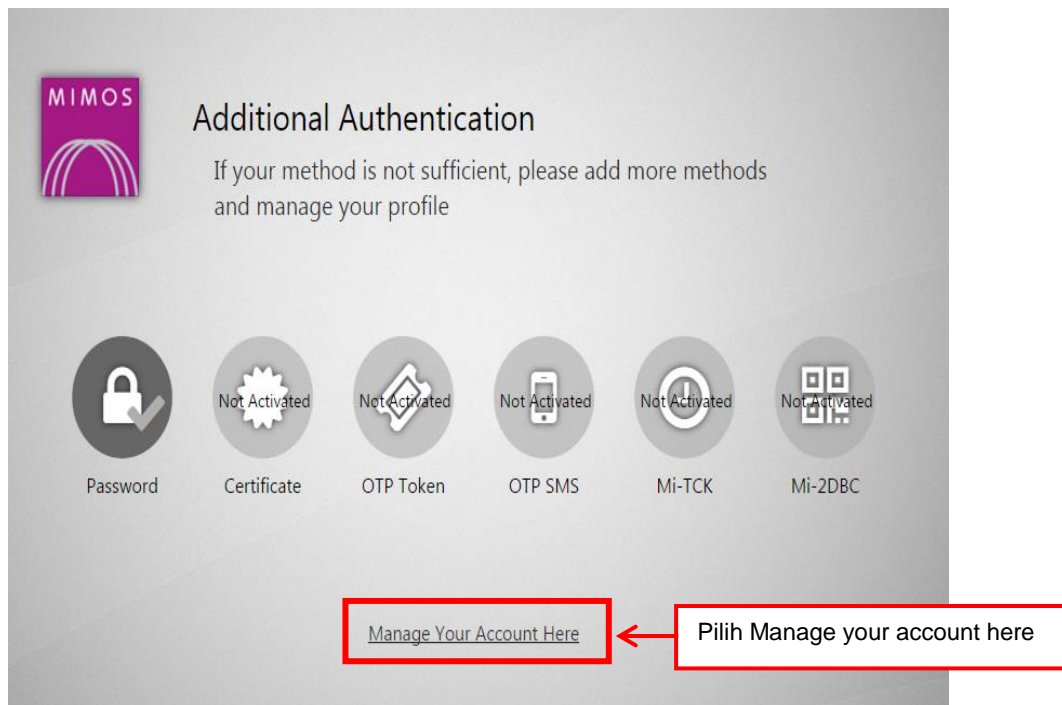 MIMOS
Additional Authentication
If your method is not sufficient, please add more methods
and manage your profile
Not Activated
Not Activated
Not Activated
Not Activated
Not Activated
Password
Certificate
OTP Token
OTP SMS
Mi-TCK
Mi-2DBC
Manage Your Account Here
Pilih Manage your account here